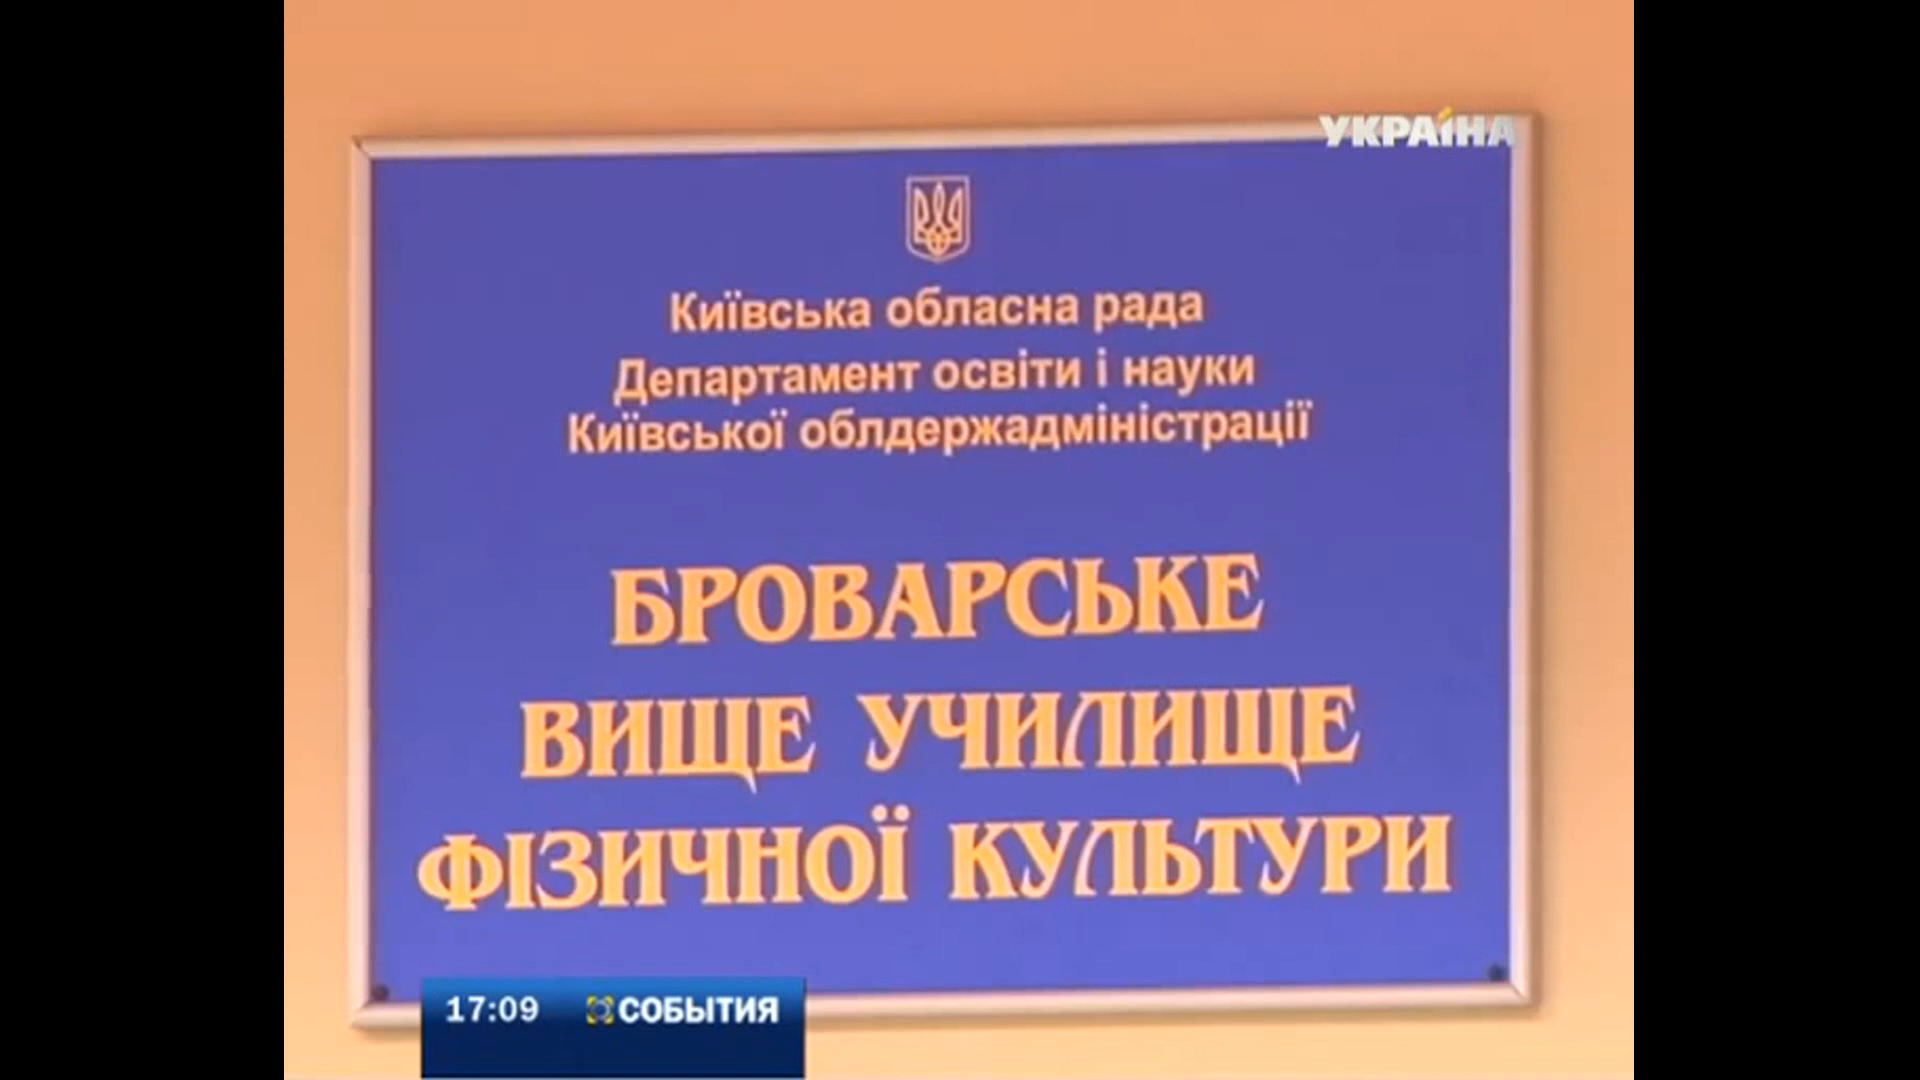 УКРАЇНА
Київська обласна рада
Департамент освіти і науки
Київської облдержадміністрації
БРОВАРСЬКЕ
ВИЩЕ УЧИЛИЩЕ
ФІЗИЧНОЇ КУЛЬТУРИ
17:09 СОБЫТИЯ